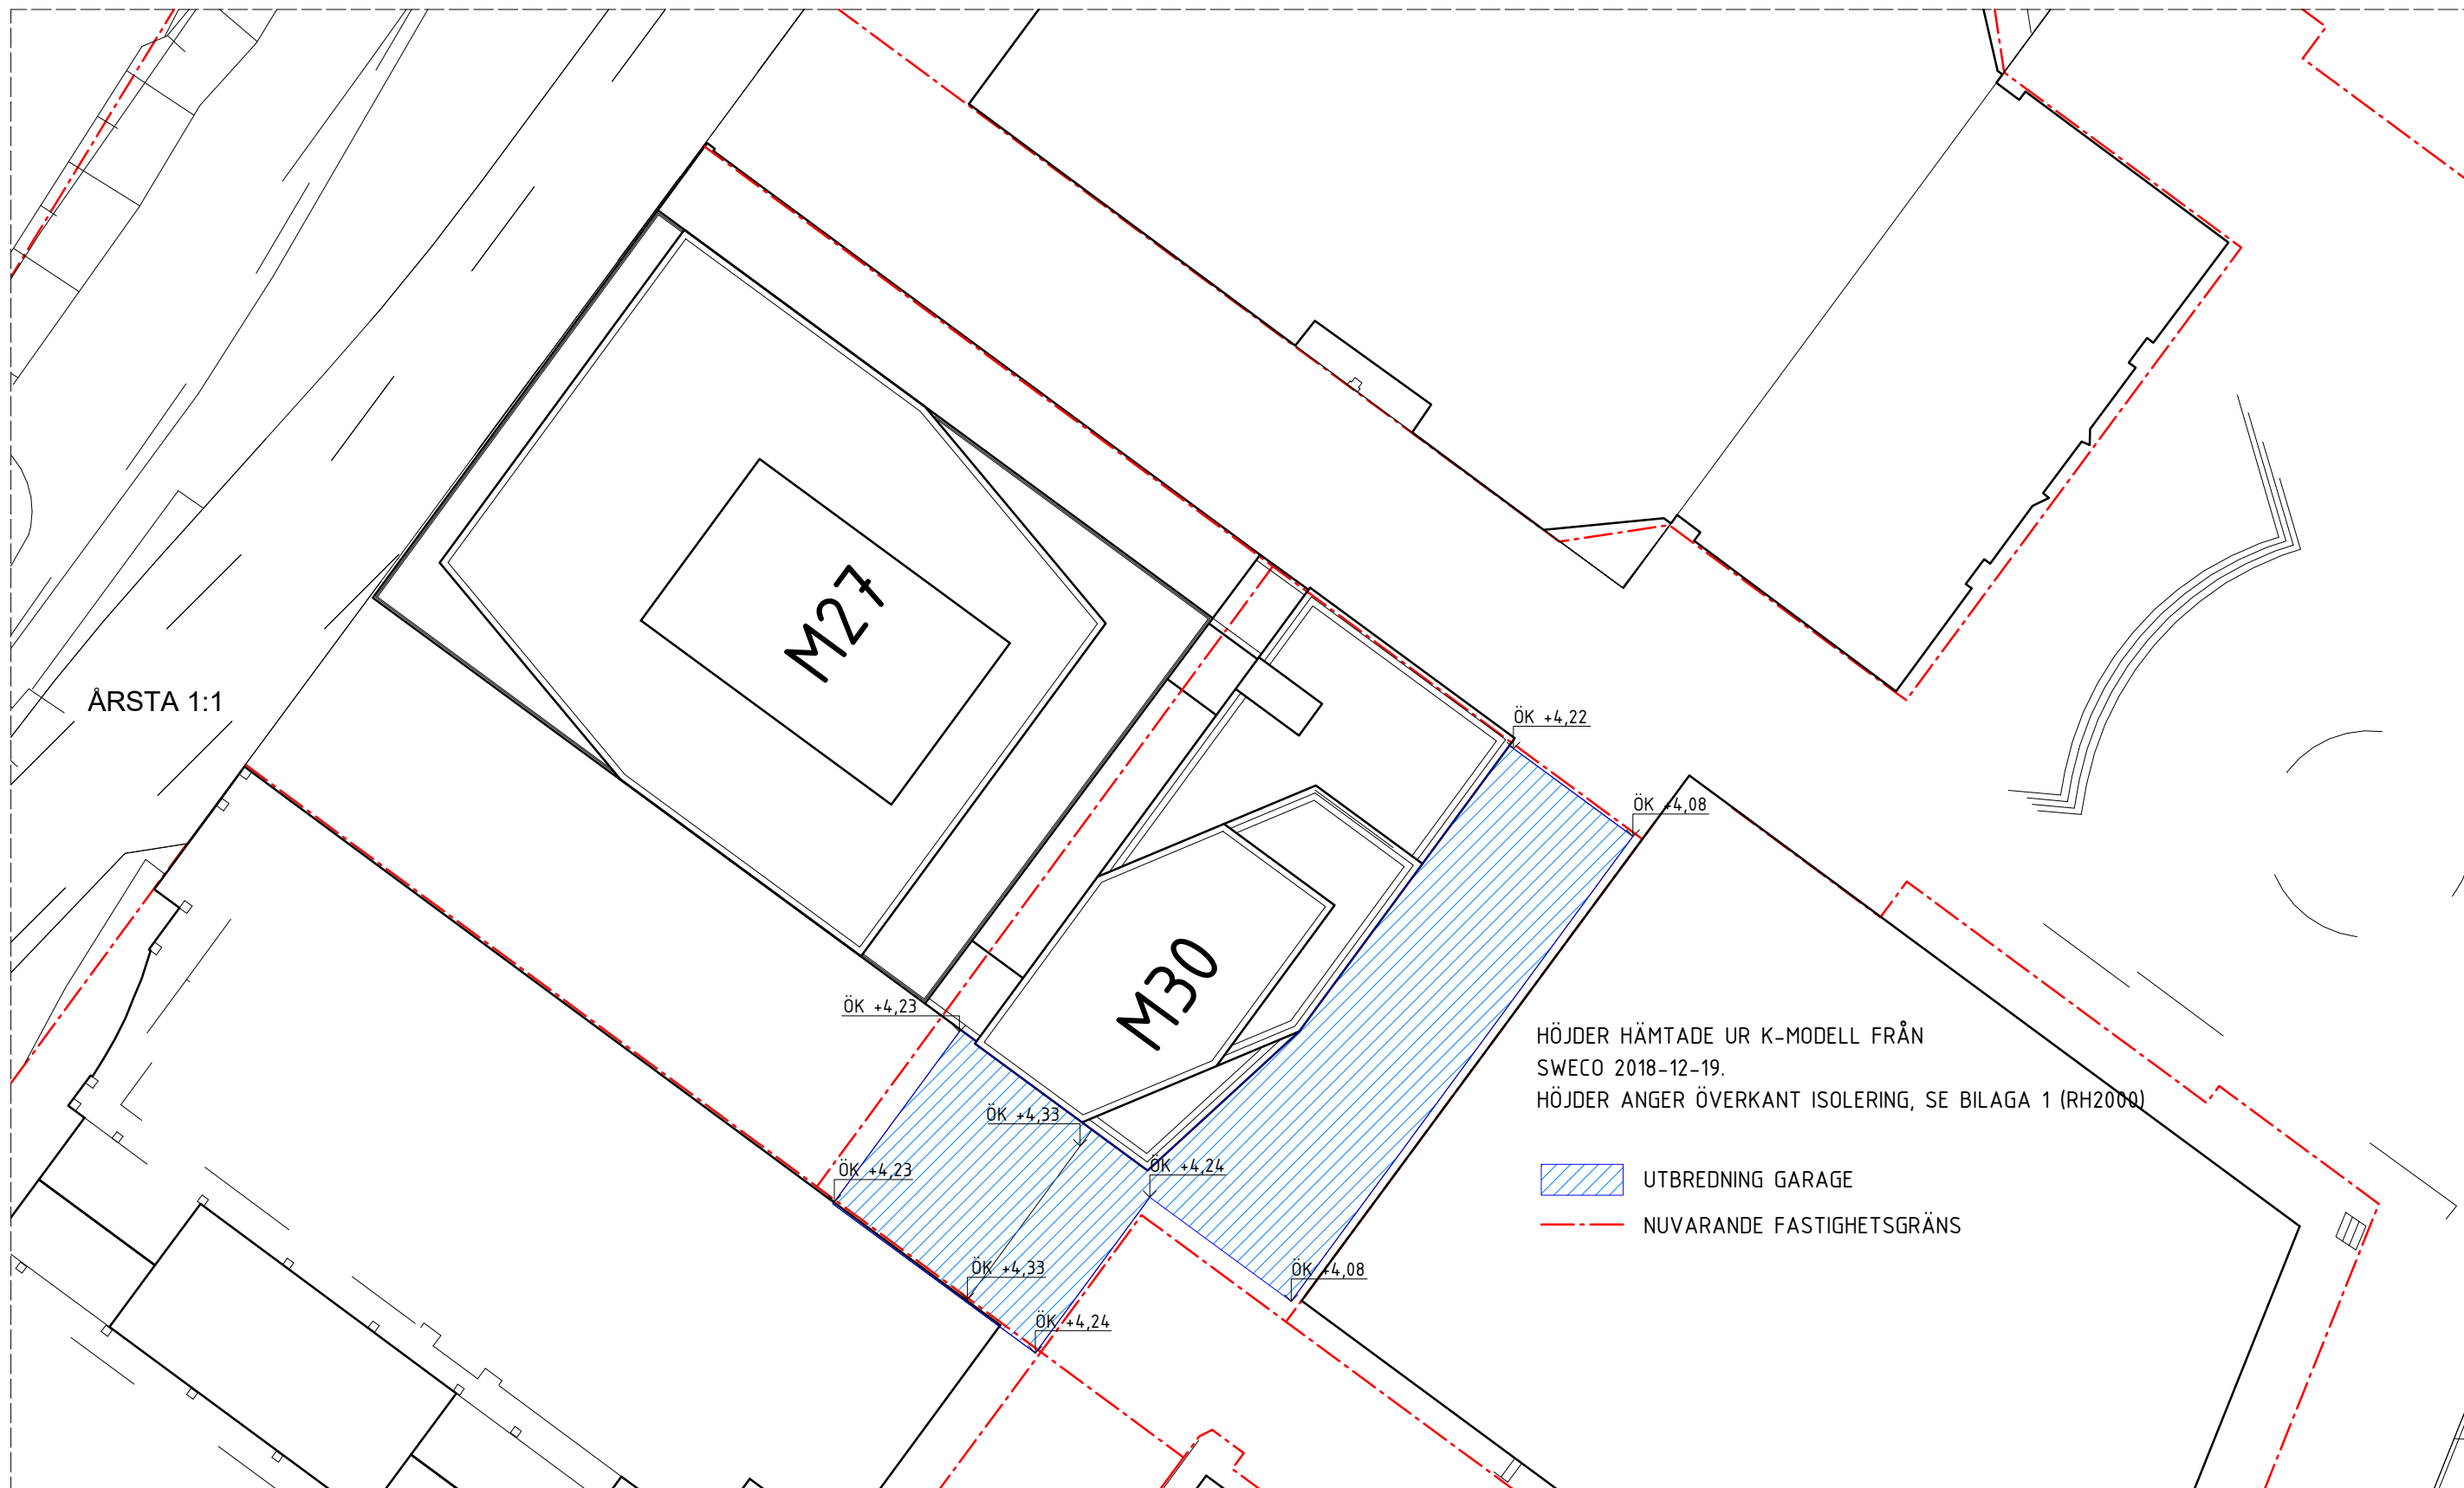 M27
ÅRSTA 1:1
ÖK +4,22
ÖK +4,08
M30
ÖK +4,23
HÖJDER HÄMTADE UR K-MODELL FRÅN
SWECO 2018-12-19.
HÖJDER ANGER ÖVERKANT ISOLERING, SE BILAGA 1 (RH2000)
ÖK +4,33
ÖK +4,23
ÖK +4,24
UTBREDNING GARAGE
NUVARANDE FASTIGHETSGRÄNS
ÖK +4,33
ÖK +4,08
ÖK +4,24